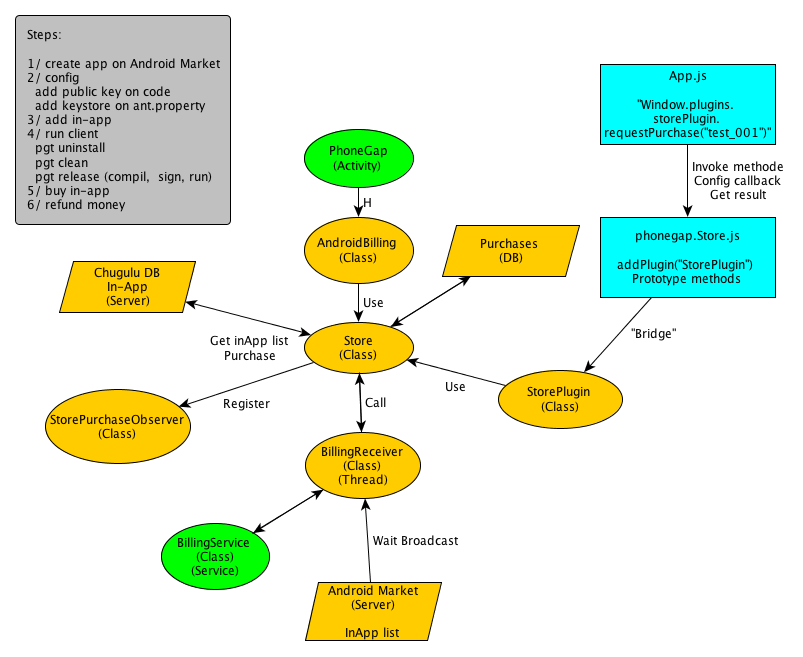 Steps:
1/ create app on Android Market
2/ config
add public key on code
add keystore on ant.property
3/ add in-app
4/ run client
pgt uninstall
pgt clean
pgt release (compil, sign, run)
5/ buy in-app
6/ refund money
App.js
"Window.plugins.
storePlugin.
requestPurchase("test_001")"
PhoneGap
(Activity)
Invoke methode
Config callback
Get result
H
AndroidBilling
(Class)
Purchases
(DB)
phonegap.Store.js
addPlugin("StorePlugin")
Prototype methods
Chugulu DB
In-App
(Server)
Use
Get inApp list
Purchase
Store
(Class)
"Bridge"
Use
StorePlugin
(Class)
Register
StorePurchaseObserver
(Class)
Call
BillingReceiver
(Class)
(Thread)
BillingService
(Class)
(Service)
Wait Broadcast
Android Market
(Server)
InApp list